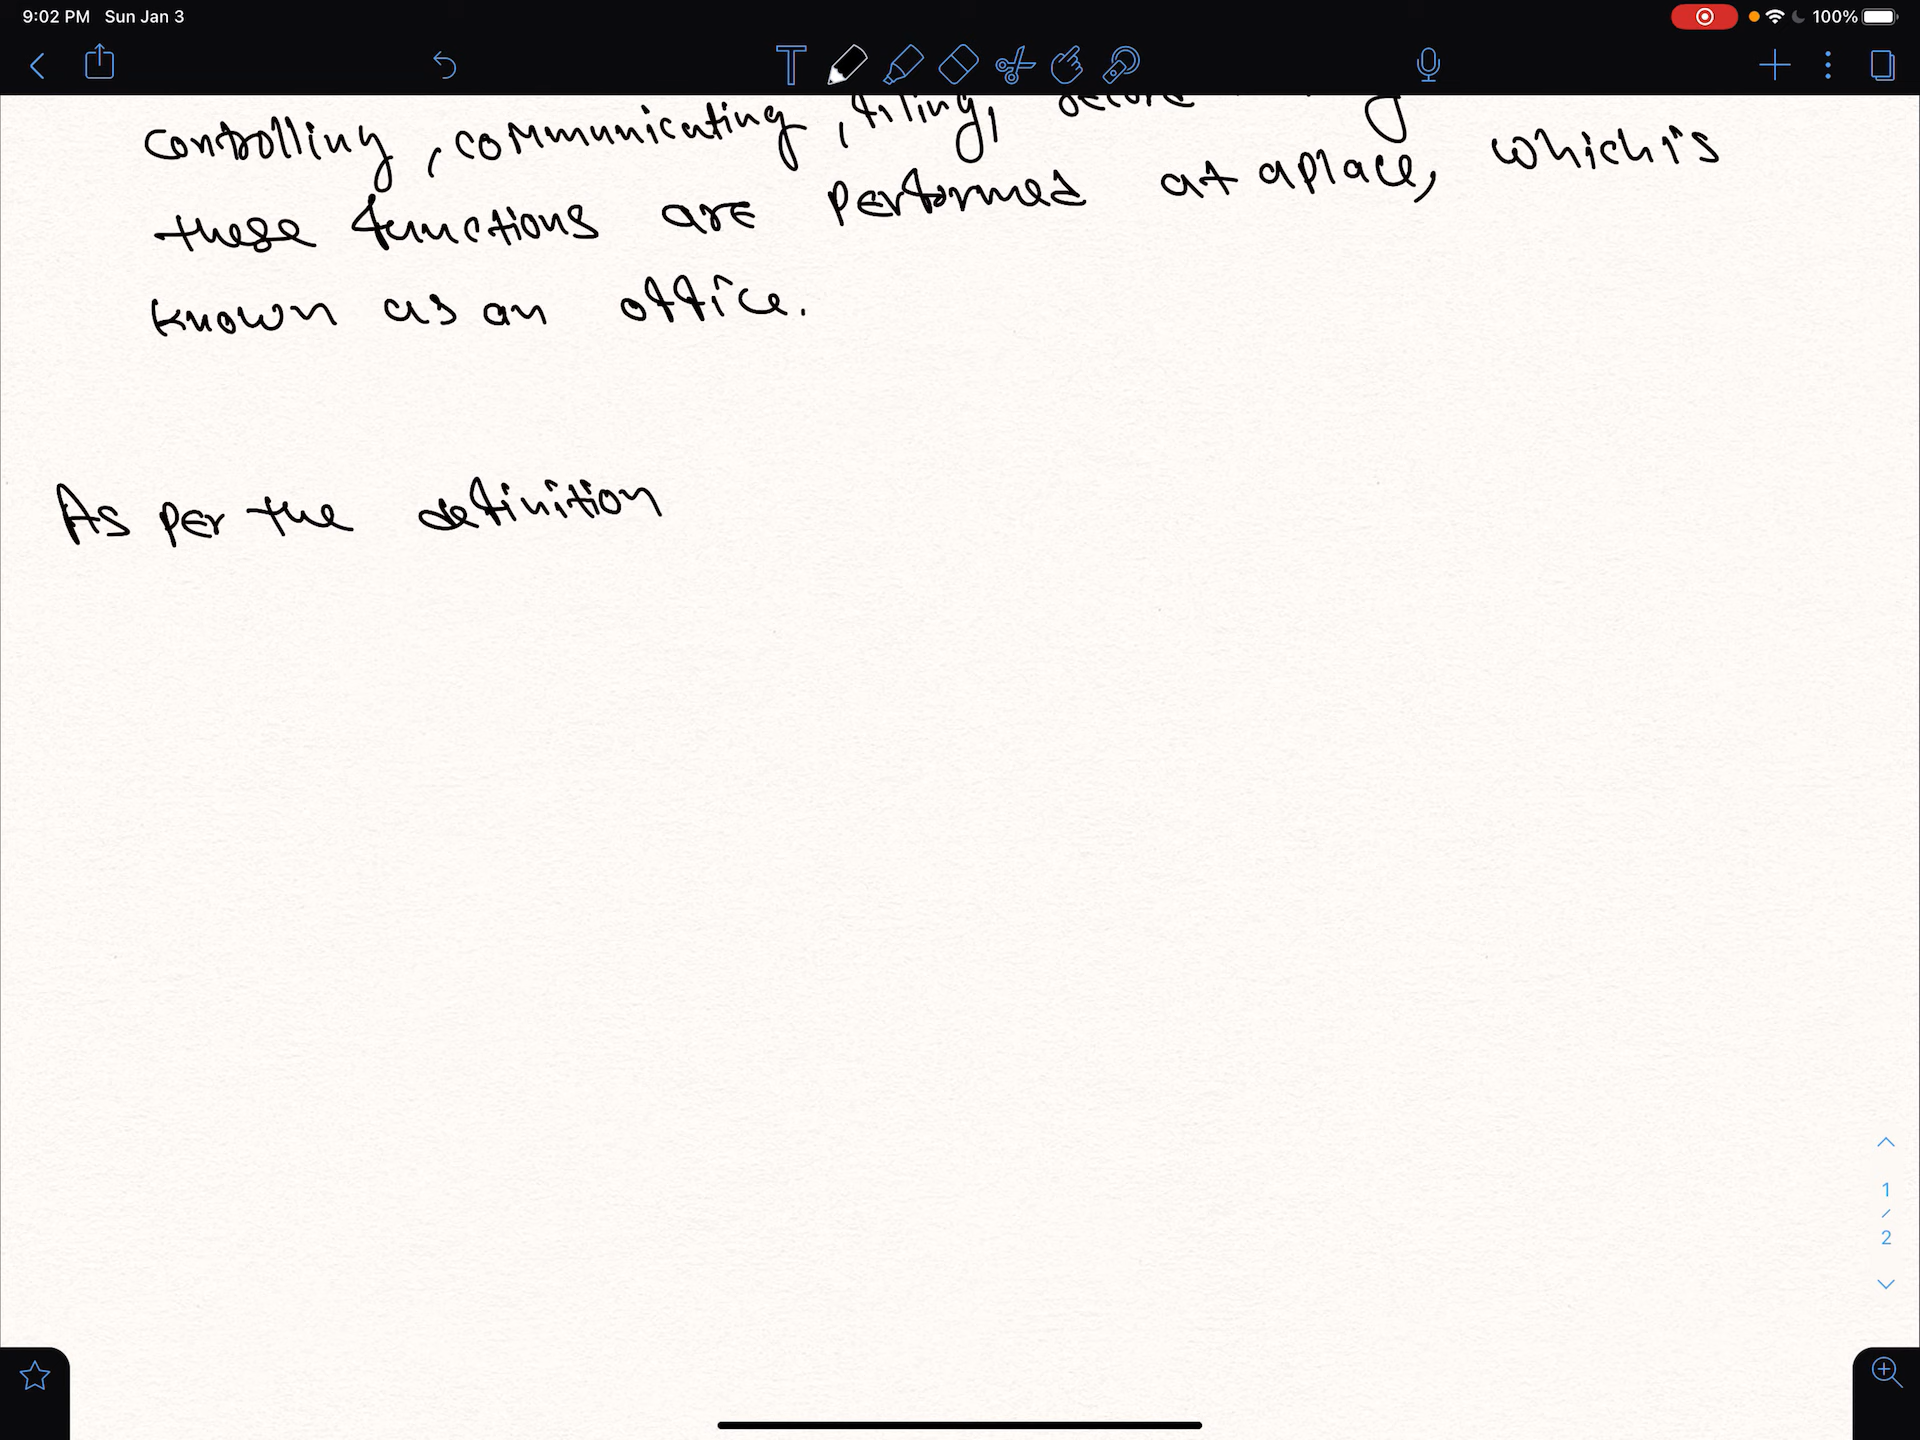 9:02 PM Sun Jan 3
100%
controlling, communicating, filing,
these functions are performed at a place, which is
known as an office.
As per the definition
1
/
2